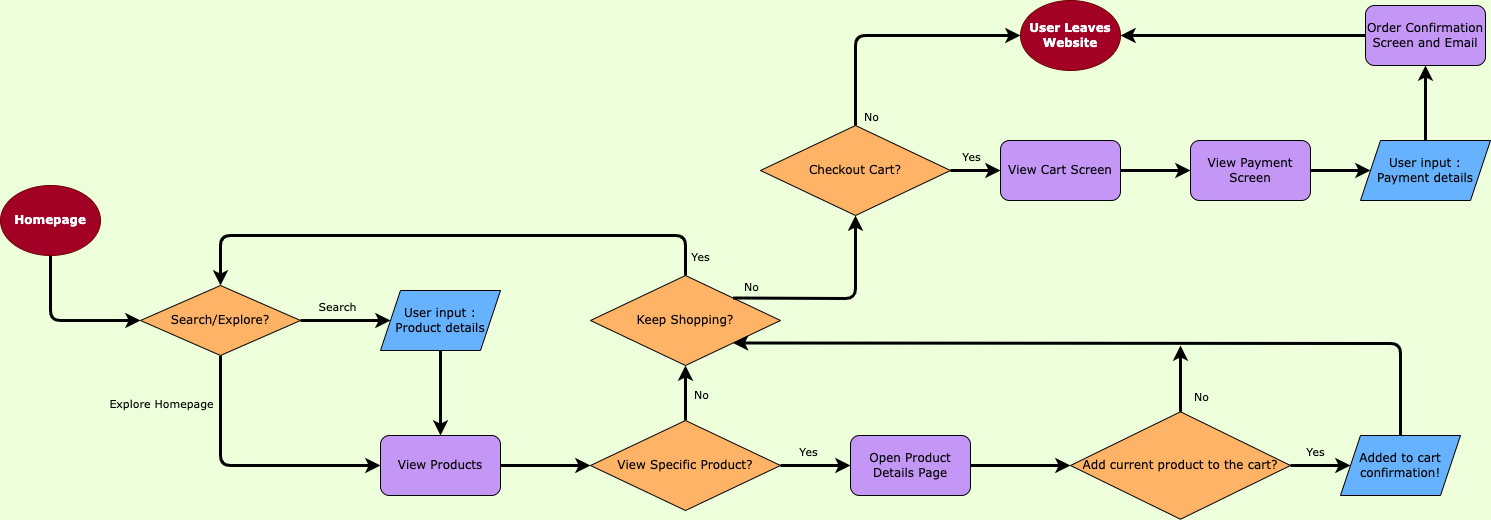 User Leaves
Website
Order Confirmation
Screen and Email
No
Checkout Cart?
Yes
View Cart Screen
View Payment
Screen
User input :
Payment details
Homepage
Yes
No
Search/Explore?
Search
User input :
Product details
Keep Shopping?
Explore Homepage
No
No
View Products
View Specific Product?
Yes
Open Product
Details Page
Add current product to the cart?
Yes
Added to cart
confirmation!